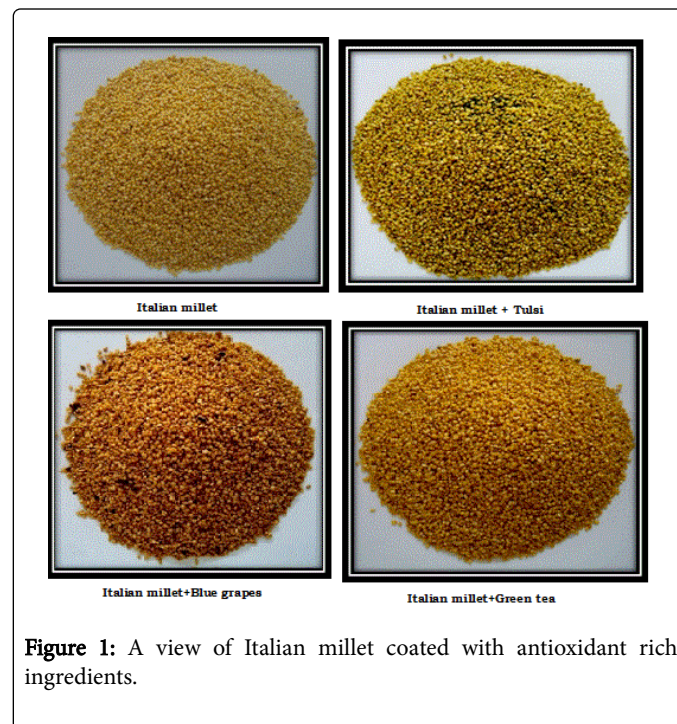 Italian millet
Italian millet + Tulsi
Italian millet+Blue grapes
Italian millet+Green tea
Figure 1: A view of Italian millet coated with antioxidant rich
ingredients.